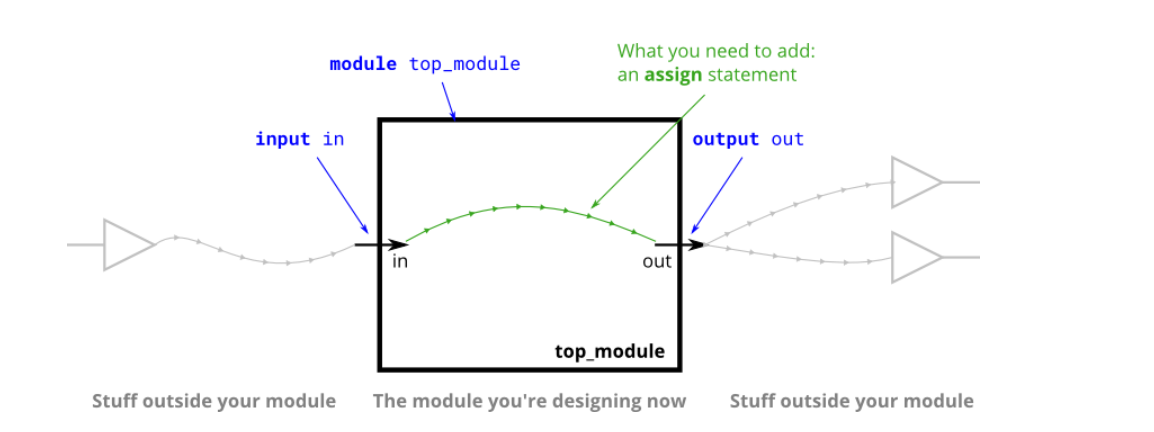 What you need to add:
an assign statement
module top_module
input in
output out
in
out
top_module
Stuff outside your module
The module you're designing now
Stuff outside your module